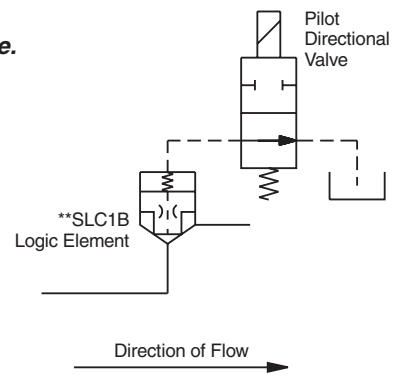 e.
Pilot
Directional
Valve
**SLC1B
Logic Element
Direction of Flow